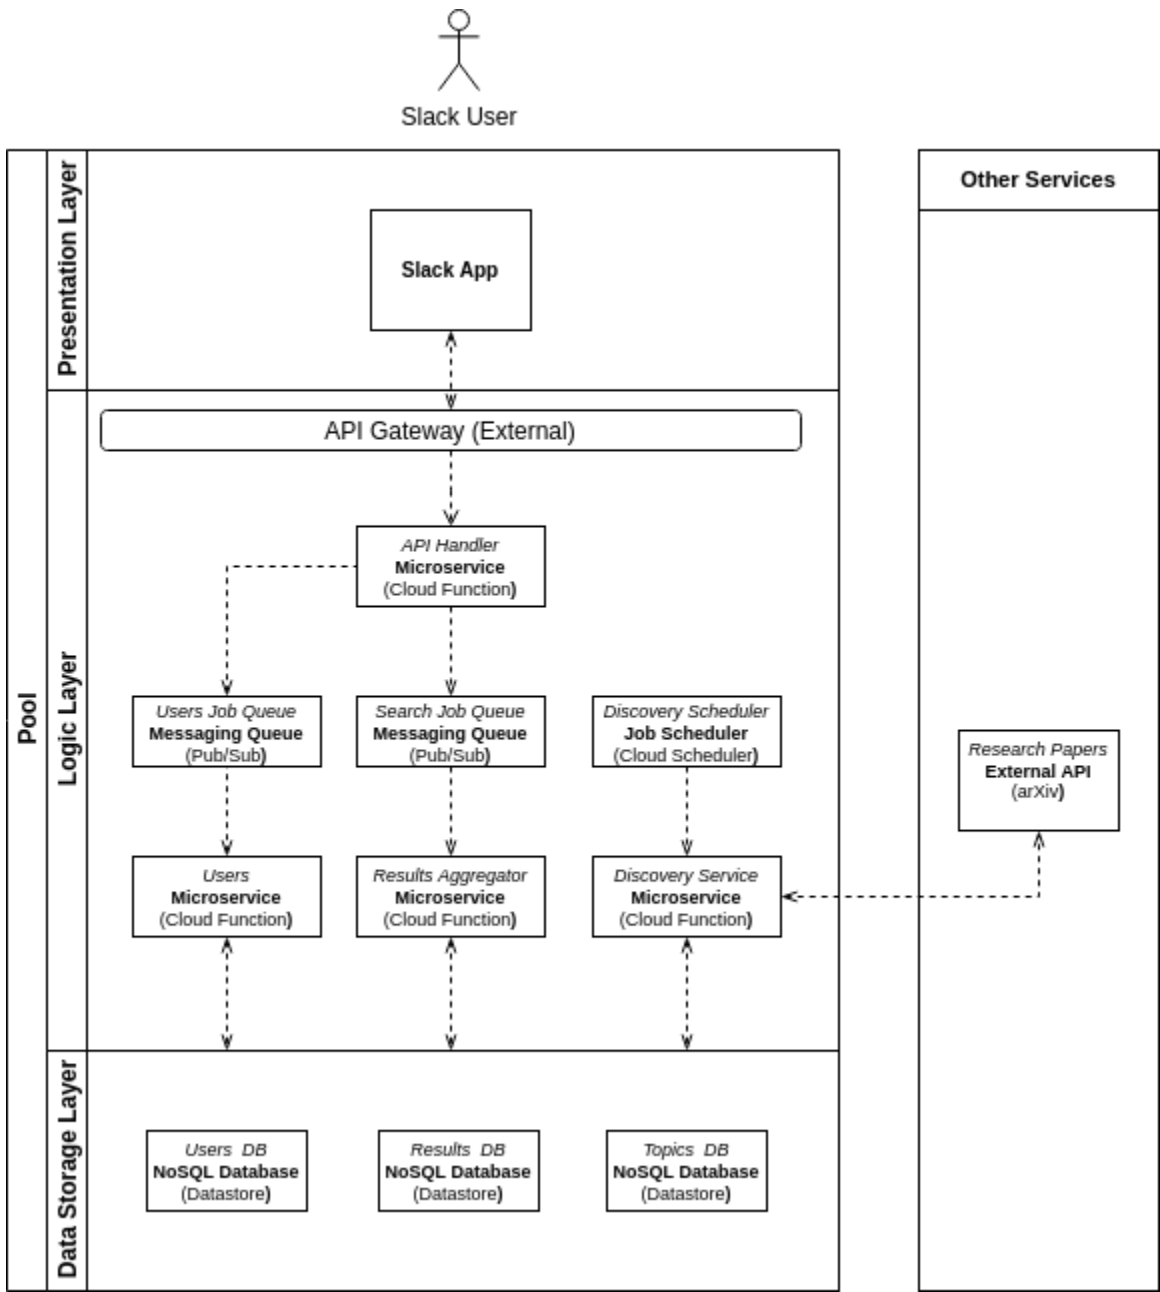 Slack User
Other Services
Presentation Layer
Slack App
Pool
Logic Layer
API Gateway (External)
API Handler
Microservice
(Cloud Function)
Users Job Queue
Messaging Queue
(Pub/Sub)
Search Job Queue
Messaging Queue
(Pub/Sub)
Discovery Scheduler
Job Scheduler
(Cloud Scheduler)
Research Papers
External API
(arXiv)
Users
Microservice
(Cloud Function)
Results Aggregator
Microservice
(Cloud Function)
Discovery Service
Microservice
(Cloud Function)
Data Storage Layer
Users DB
NoSQL Database
(Datastore)
Results DB
NoSQL Database
(Datastore)
Topics DB
NoSQL Database
(Datastore)